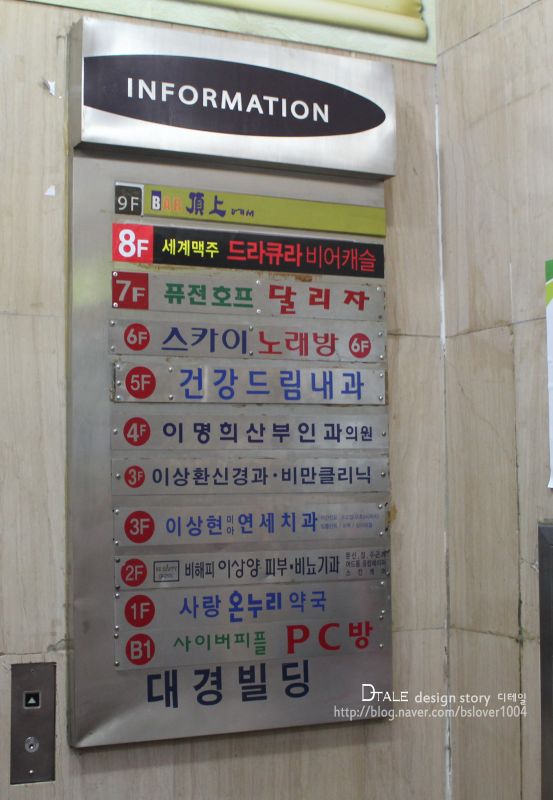 INFORMATION
9F BAR 頂上에서
8F 세계맥주 드라큐라 비어캐슬
7F 퓨전호프 달리자
6F 스카이 노래방 6F
5F 건강드림내과
4F 이명희산부인과의원
3F 이상환신경과·비만클리닉
3F 이상현 미아 연세치과
2F 비해피 이상양 피부·비뇨기과
1F 사랑 온누리 약국
B1 사이버피플 PC방
대경빌딩
DTALE design story 디테일
http://blog.naver.com/bslover1004